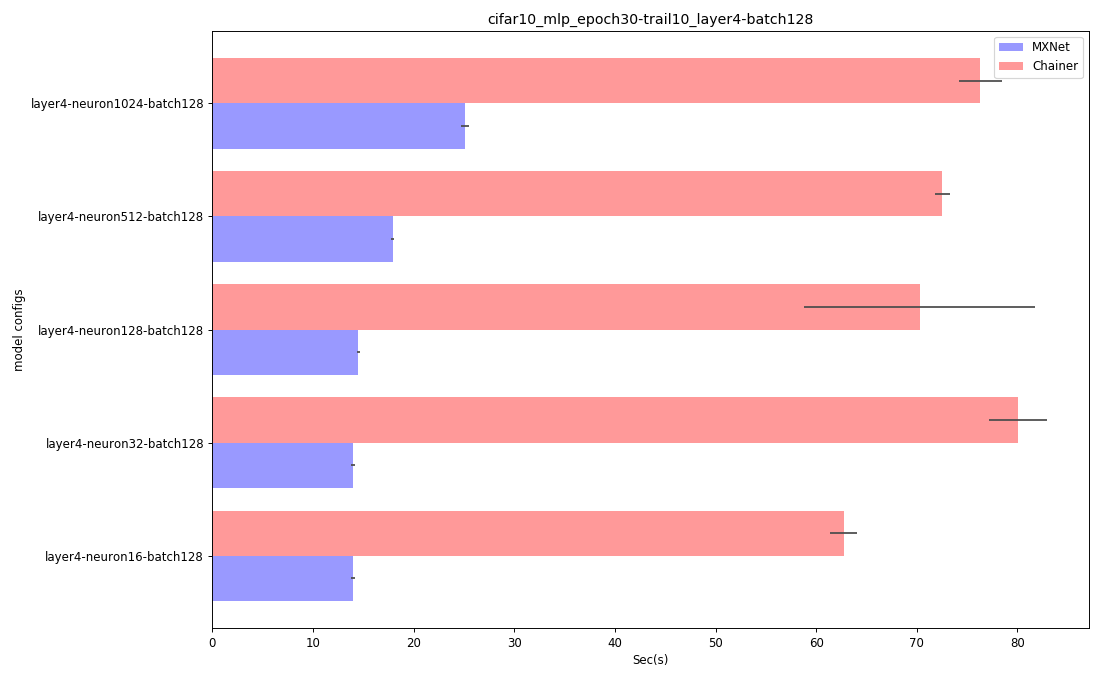 cifar10_mlp_epoch30-trail10_layer4-batch128
MXNet
Chainer
layer4-neuron1024-batch128
layer4-neuron512-batch128
layer4-neuron128-batch128
layer4-neuron32-batch128
layer4-neuron16-batch128
model configs
0 10 20 30 40 50 60 70 80
Sec(s)